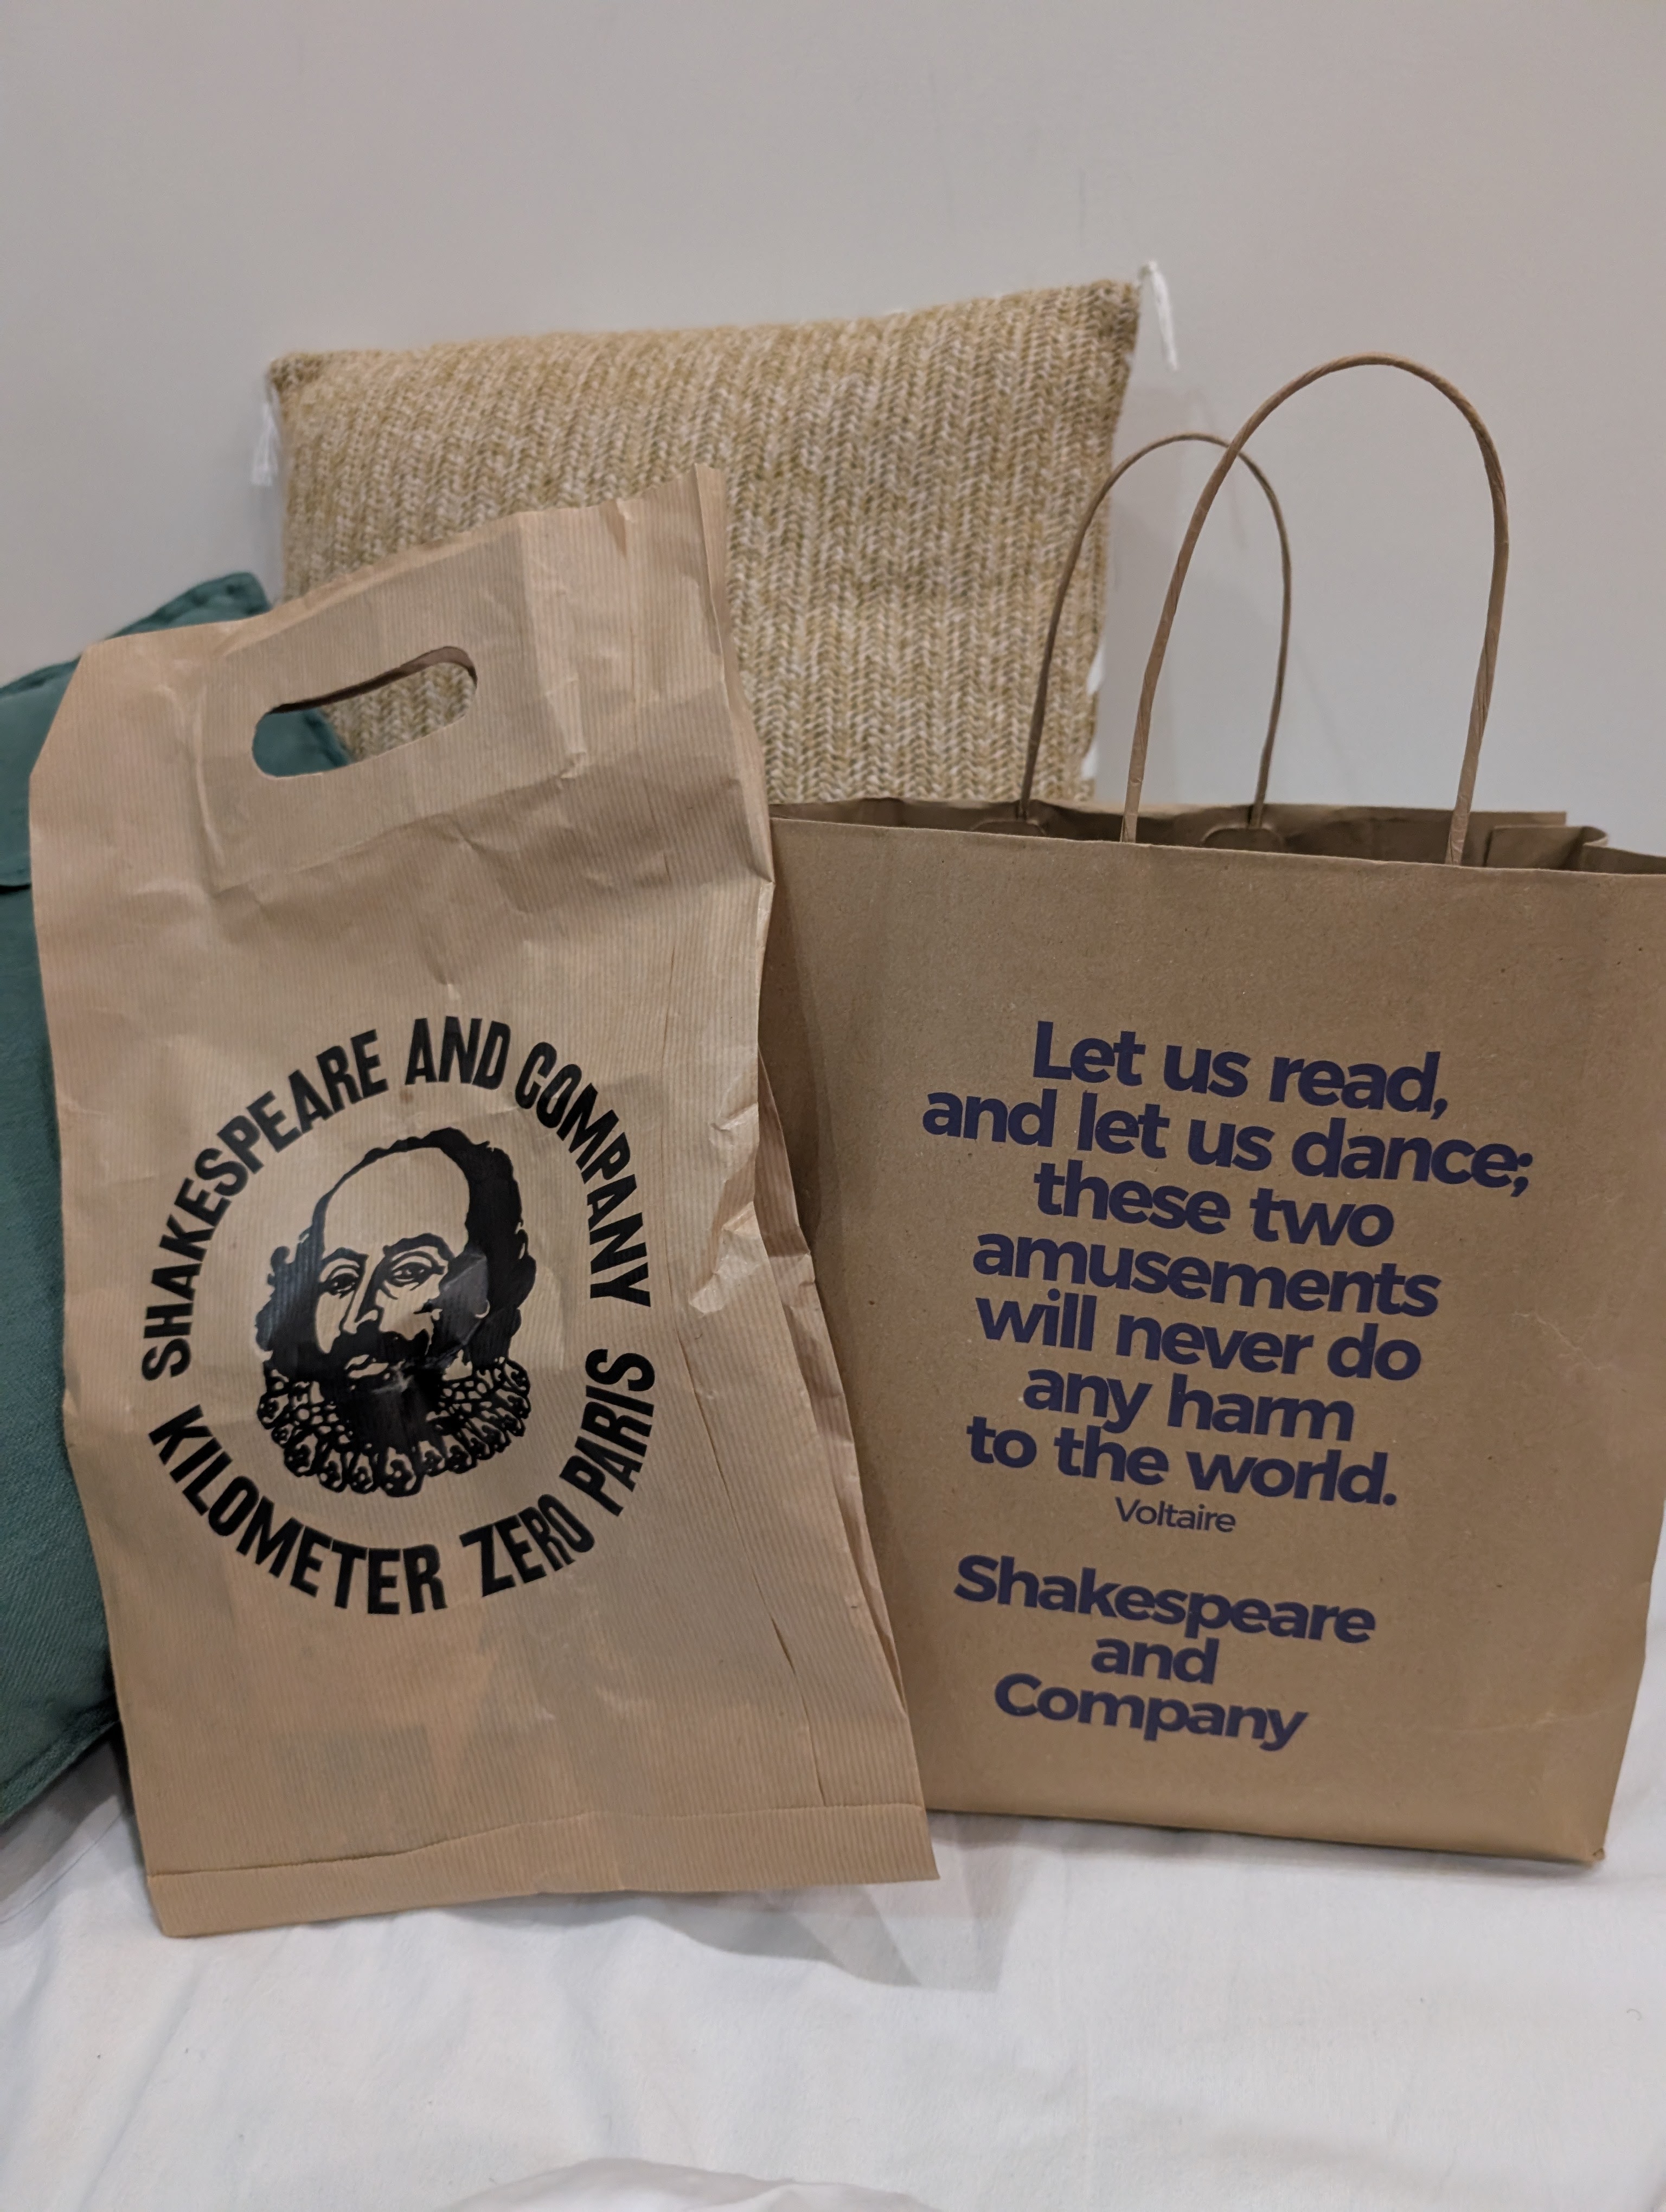 SHAKESPEARE AND COMPANY
KILOMETER ZERO PARIS
Let us read,
and let us dance;
these two
amusements
will never do
any harm
to the world.
Voltaire
Shakespeare
and
Company